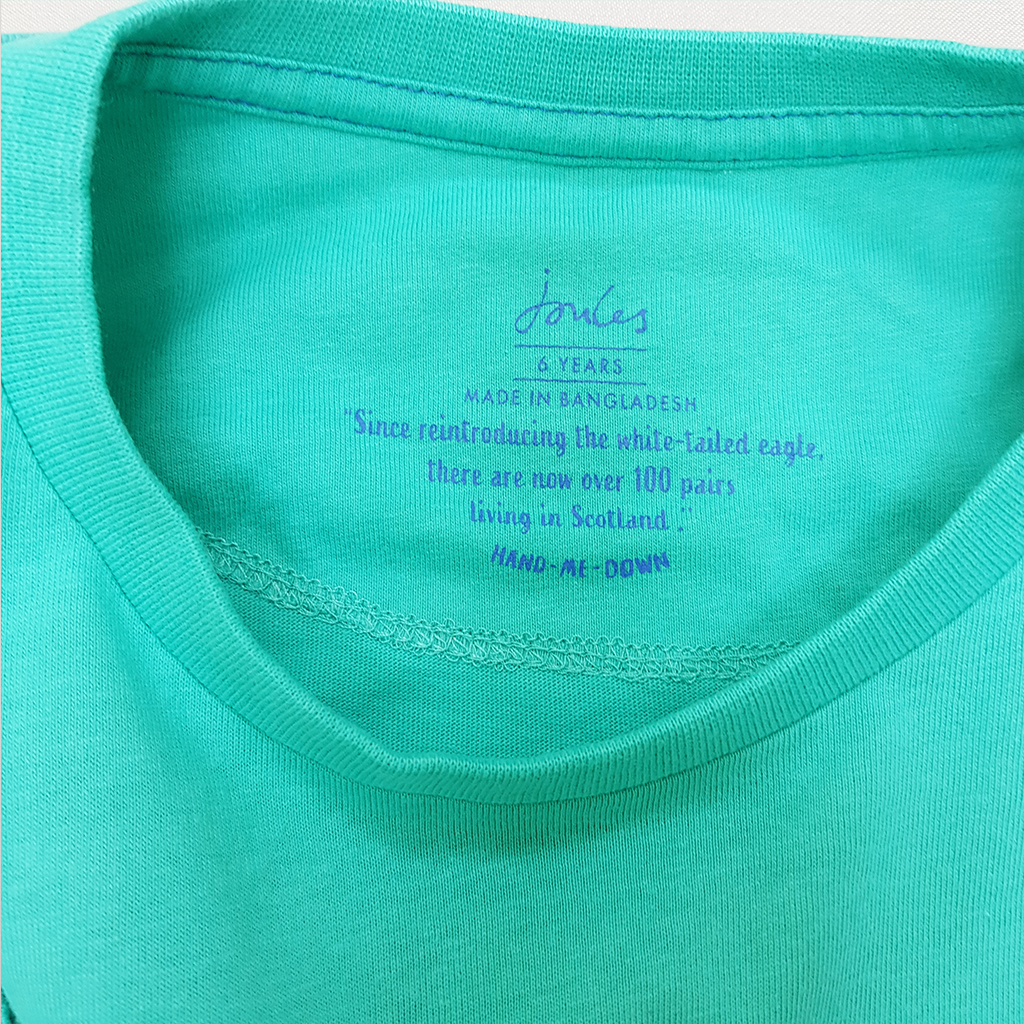 Joules
6 YEARS
MADE IN BANGLADESH
"Since reintroducing the white-tailed eagle,
there are now over 100 pairs
living in Scotland ."
HAND-ME-DOWN